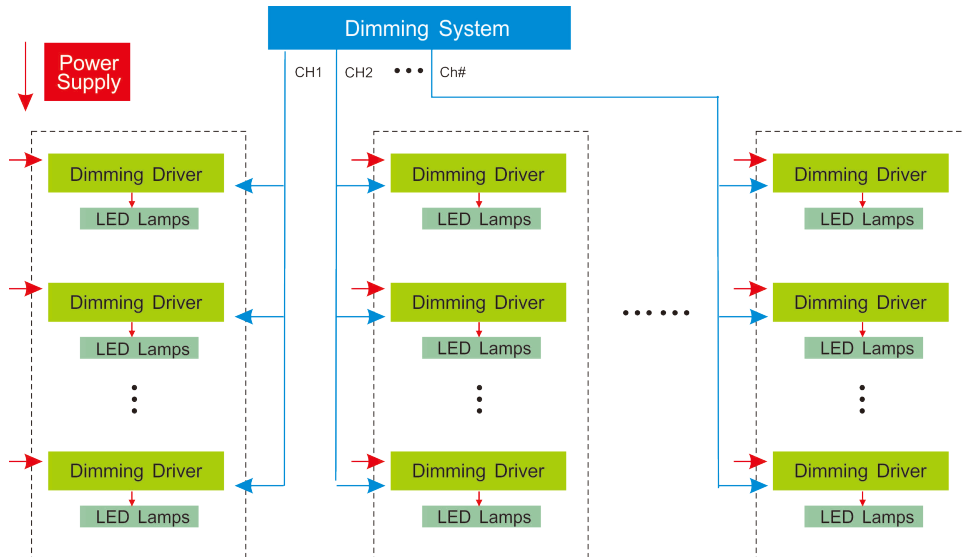 Dimming System
Power
Supply
CH1
CH2
Ch#
Dimming Driver
Dimming Driver
Dimming Driver
LED Lamps
LED Lamps
LED Lamps
Dimming Driver
Dimming Driver
Dimming Driver
LED Lamps
LED Lamps
LED Lamps
Dimming Driver
Dimming Driver
Dimming Driver
LED Lamps
LED Lamps
LED Lamps